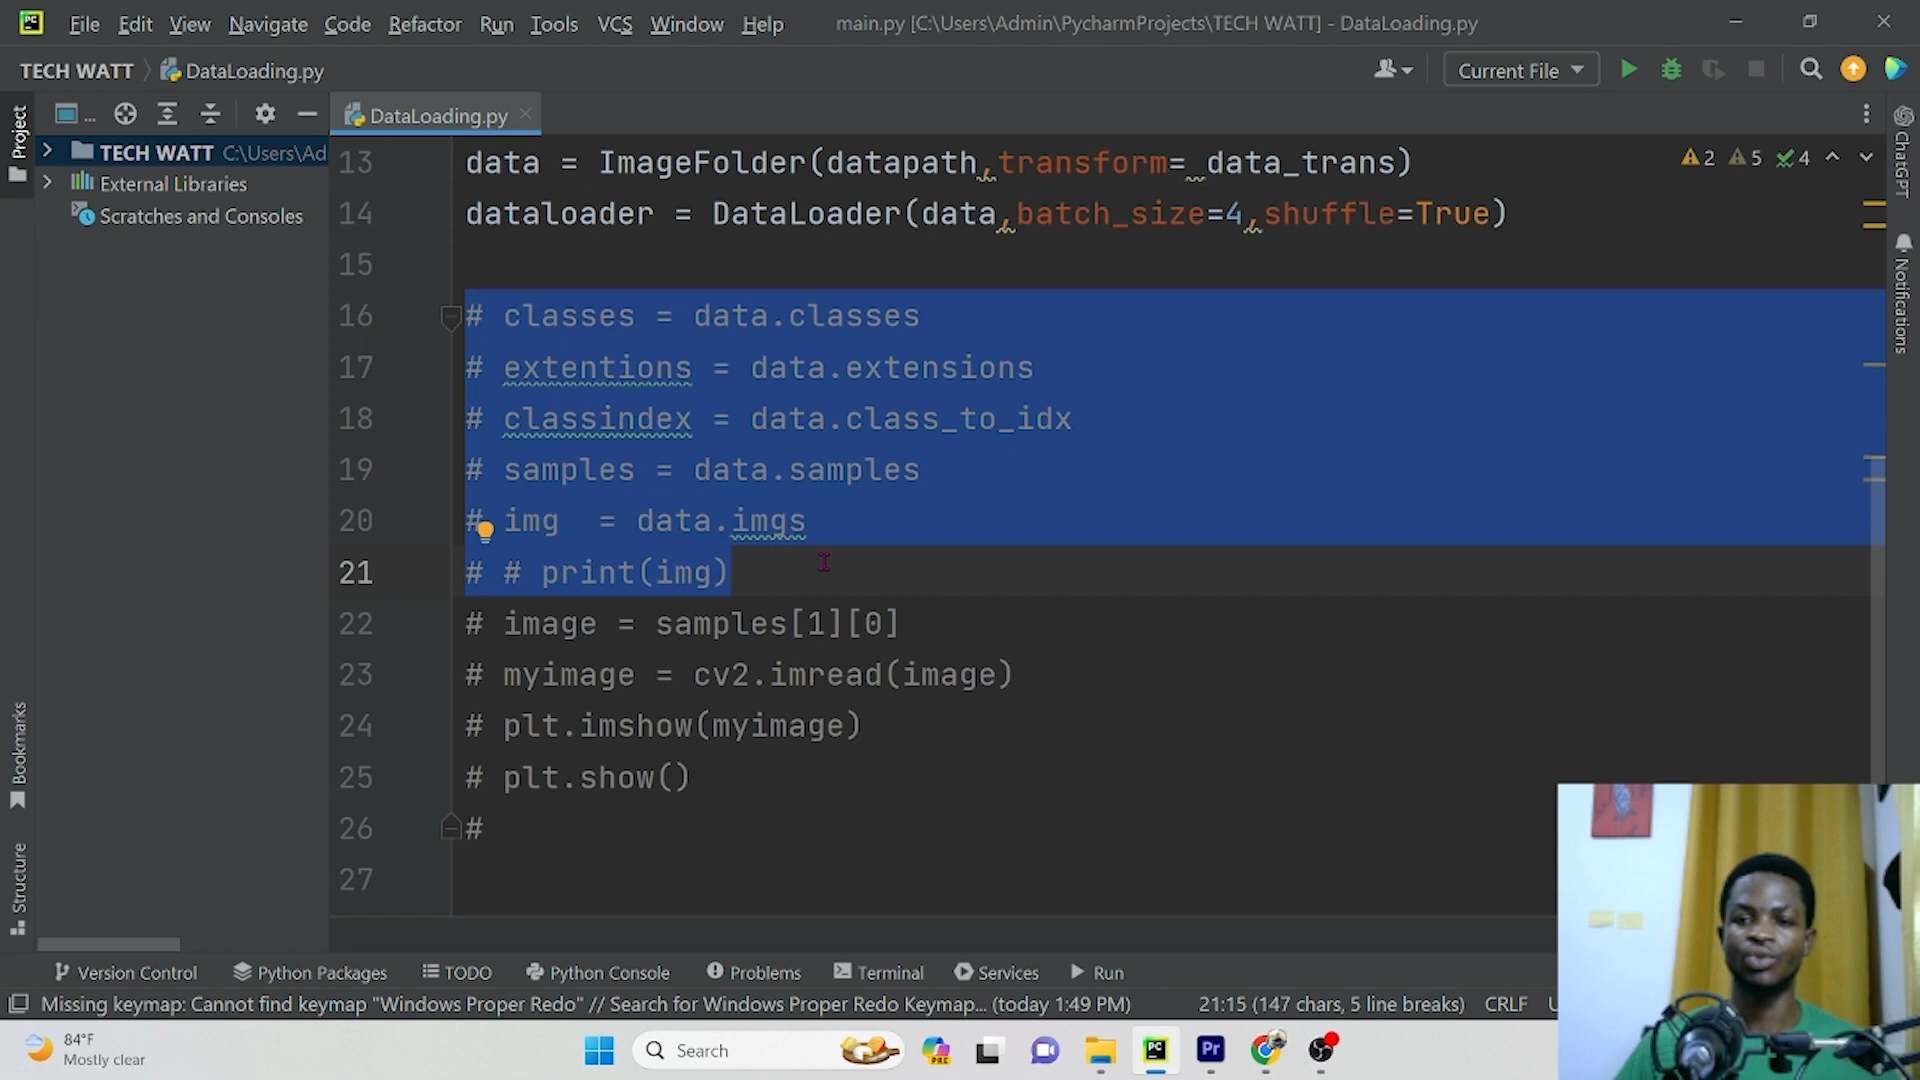 File Edit View Navigate Code Refactor Run Tools VCS Window Help main.py [C:\Users\Admin\PycharmProjects\TECH WATT] - DataLoading.py
TECH WATT DataLoading.py Current File
... DataLoading.py
Project
TECH WATT C:\Users\Ad
External Libraries
Scratches and Consoles
2 5 4
ChatGPT
Notifications
13 data = ImageFolder(datapath,transform= data_trans)
14 dataloader = DataLoader(data,batch_size=4,shuffle=True)
15
16 # classes = data.classes
17 # extentions = data.extensions
18 # classindex = data.class_to_idx
19 # samples = data.samples
20 # img  = data.imgs
21 # # print(img)
22 # image = samples[1][0]
23 # myimage = cv2.imread(image)
24 # plt.imshow(myimage)
25 # plt.show()
26 #
27
Bookmarks
Structure
Version Control Python Packages TODO Python Console Problems Terminal Services Run
Missing keymap: Cannot find keymap "Windows Proper Redo" // Search for Windows Proper Redo Keymap... (today 1:49 PM) 21:15 (147 chars, 5 line breaks) CRLF
84°F
Mostly clear
Search
PRE
PC
Pr